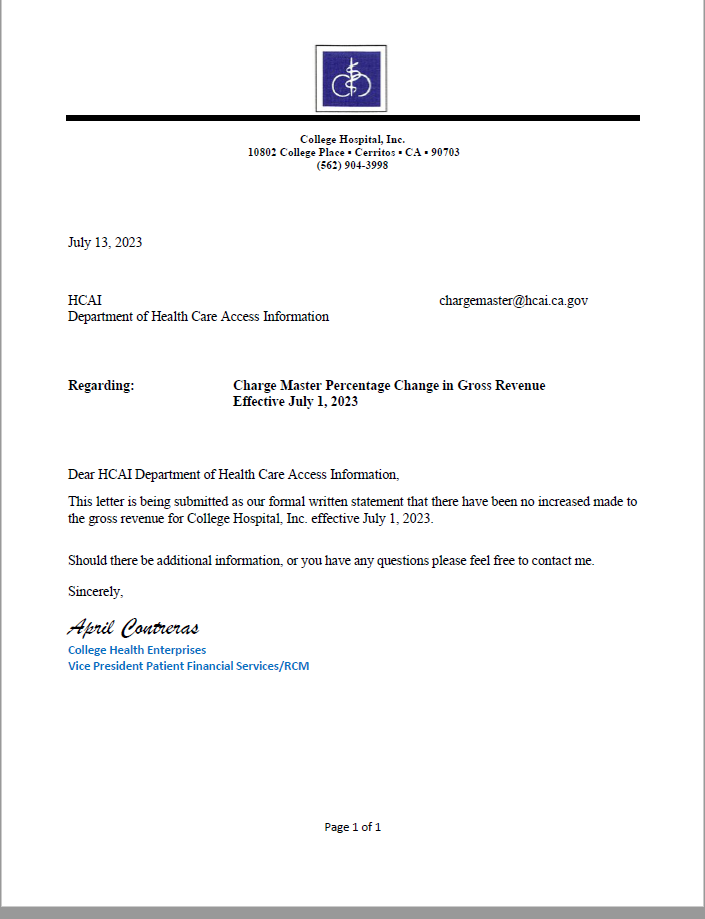 College Hospital, Inc.
10802 College Place ▪ Cerritos ▪ CA ▪ 90703
(562) 904-3998
July 13, 2023
HCAI chargemaster@hcai.ca.gov
Department of Health Care Access Information
Regarding: Charge Master Percentage Change in Gross Revenue
Effective July 1, 2023
Dear HCAI Department of Health Care Access Information,
This letter is being submitted as our formal written statement that there have been no increased made to
the gross revenue for College Hospital, Inc. effective July 1, 2023.
Should there be additional information, or you have any questions please feel free to contact me.
Sincerely,
April Contreras
College Health Enterprises
Vice President Patient Financial Services/RCM
Page 1 of 1